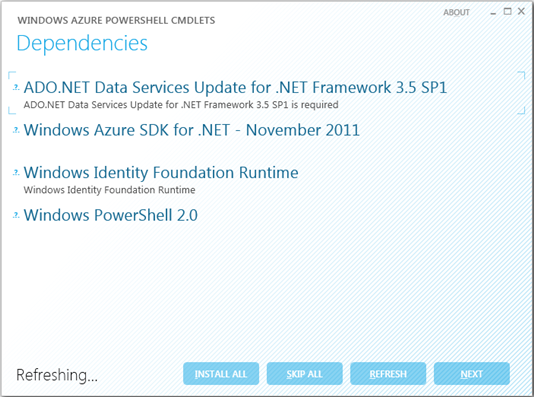 WINDOWS AZURE POWERSHELL CMDLETS
ABOUT
Dependencies
? ADO.NET Data Services Update for .NET Framework 3.5 SP1
ADO.NET Data Services Update for .NET Framework 3.5 SP1 is required
? Windows Azure SDK for .NET - November 2011
? Windows Identity Foundation Runtime
Windows Identity Foundation Runtime
? Windows PowerShell 2.0
Refreshing...
INSTALL ALL
SKIP ALL
REFRESH
NEXT